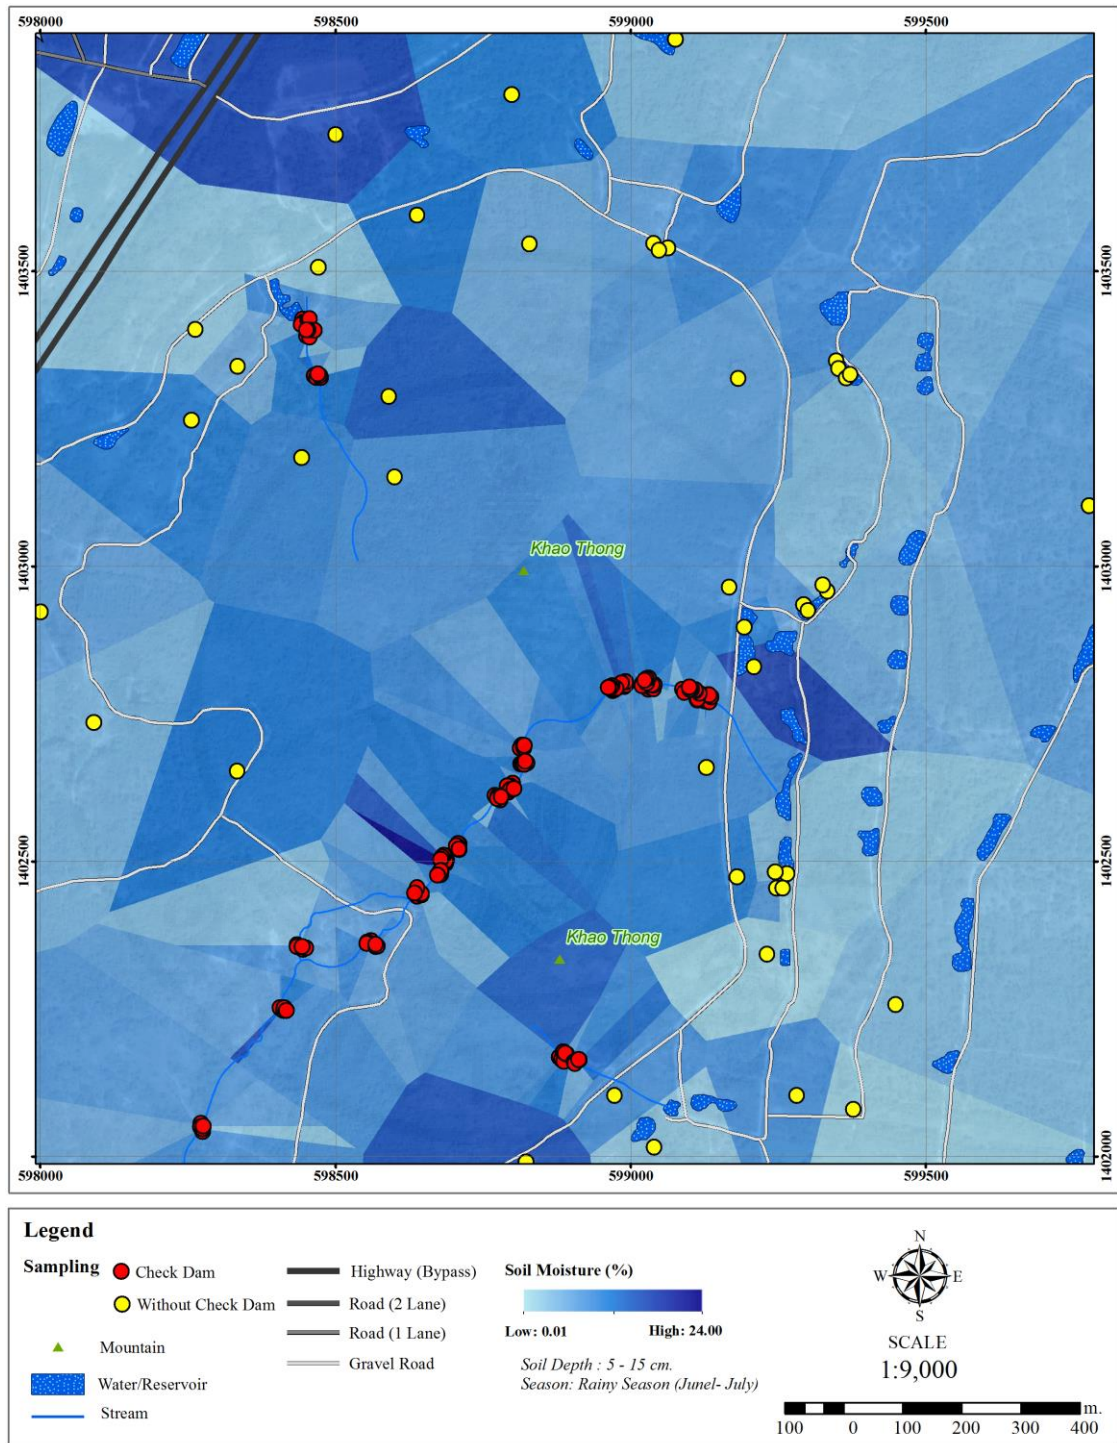 598000 598500 599000 599500
1403500 1403500
Khao Thong
1403000 1403000
1402500 1402500
Khao Thong
1402000
598000 598500 599000 599500
Legend
Sampling
Check Dam
Without Check Dam
Mountain
Water/Reservoir
Stream
Highway (Bypass)
Road (2 Lane)
Road (1 Lane)
Gravel Road
Soil Moisture (%)
Low: 0.01 High: 24.00
Soil Depth : 5 - 15 cm.
Season: Rainy Season (Junel- July)
N
W E
S
SCALE
1:9,000
m.
100 0 100 200 300 400